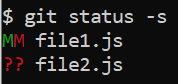 $ git status -s
MM file1.js
?? file2.js